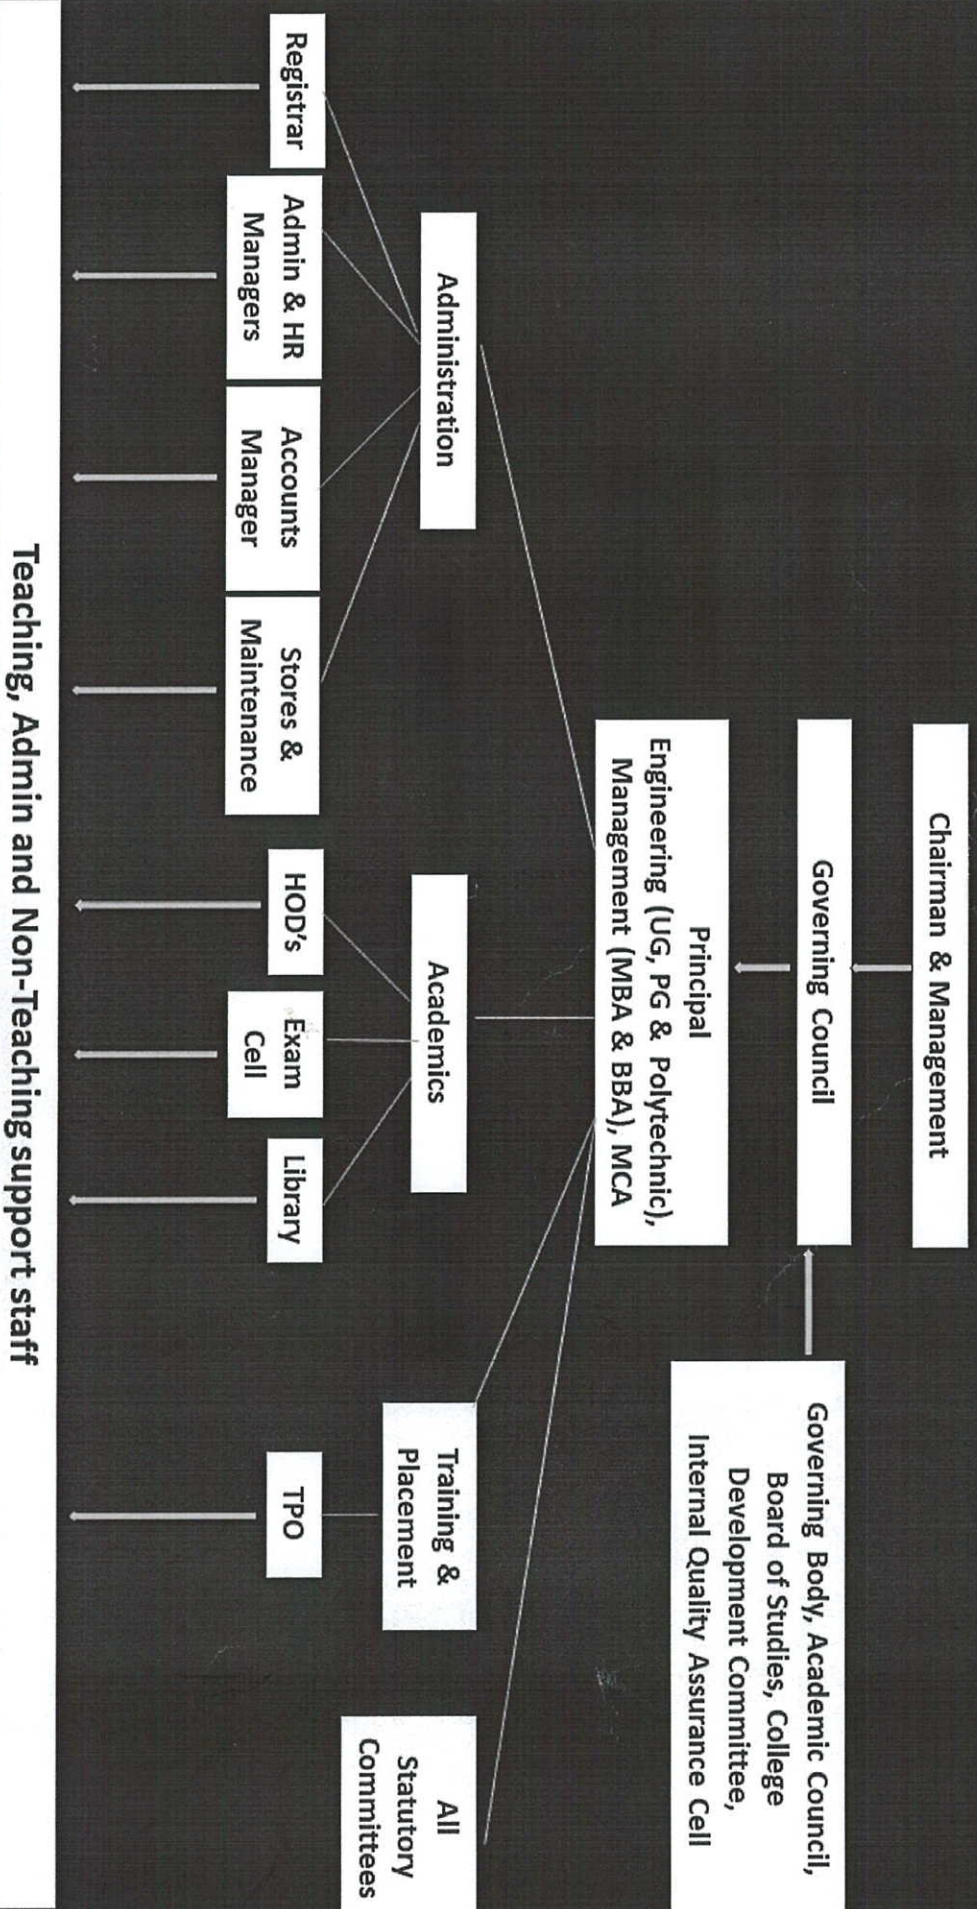 Chairman & Management
Governing Council
Governing Body, Academic Council,
Board of Studies, College
Development Committee,
Internal Quality Assurance Cell
Principal
Engineering (UG, PG & Polytechnic),
Management (MBA & BBA), MCA
Administration
Academics
Training &
Placement
All
Statutory
Committees
Registrar
Admin & HR
Managers
Accounts
Manager
Stores &
Maintenance
HOD's
Exam
Cell
Library
TPO
Teaching, Admin and Non-Teaching support staff